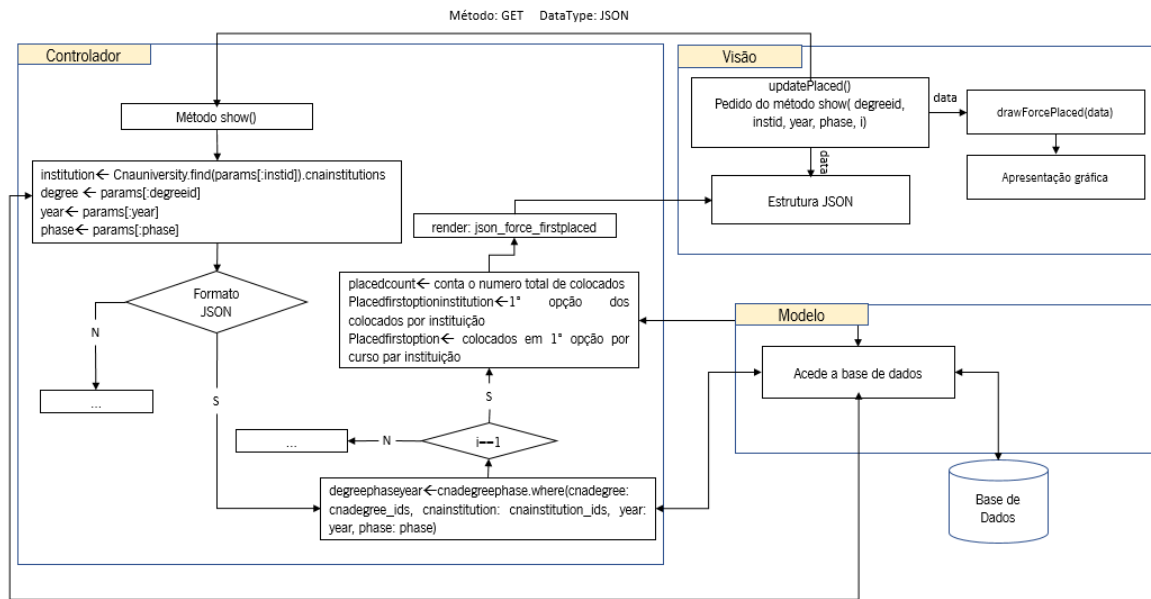 Método: GET DataType: JSON
Controlador
Método show()
institution← Cnauniversity.find(params[:instid]).cnainstitutions
degree ← params[:degreeid]
year← params[:year]
phase← params[:phase]
Formato
JSON
N
...
S
render: json_force_firstplaced
placedcount← conta o numero total de colocados
Placedfirstoptioninstitution←1ª opção dos
colocados por instituição
Placedfirstoption← colocados em 1ª opção por
curso par instituição
S
i==1
N
...
degreephaseyear←cnadegreephase.where(cnadegree:
cnadegree_ids, cnainstitution: cnainstitution_ids, year:
year, phase: phase)
Visão
updatePlaced()
Pedido do método show( degreeid,
instid, year, phase, i)
data
drawForcePlaced(data)
data
Apresentação gráfica
Estrutura JSON
Modelo
Acede a base de dados
Base de
Dados